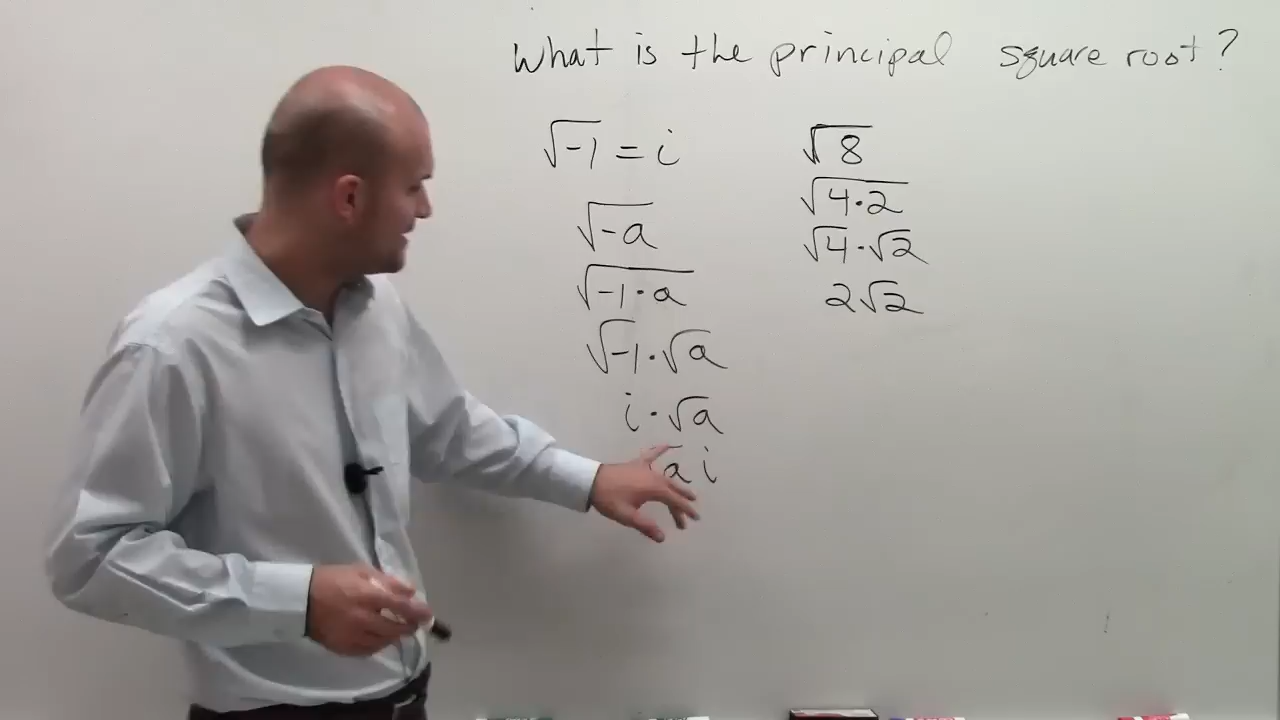 What is the principal square root?
√-1 = i
√-a
√-1·a
√-1·√a
i·√a
√a i
√8
√4·2
√4·√2
2√2